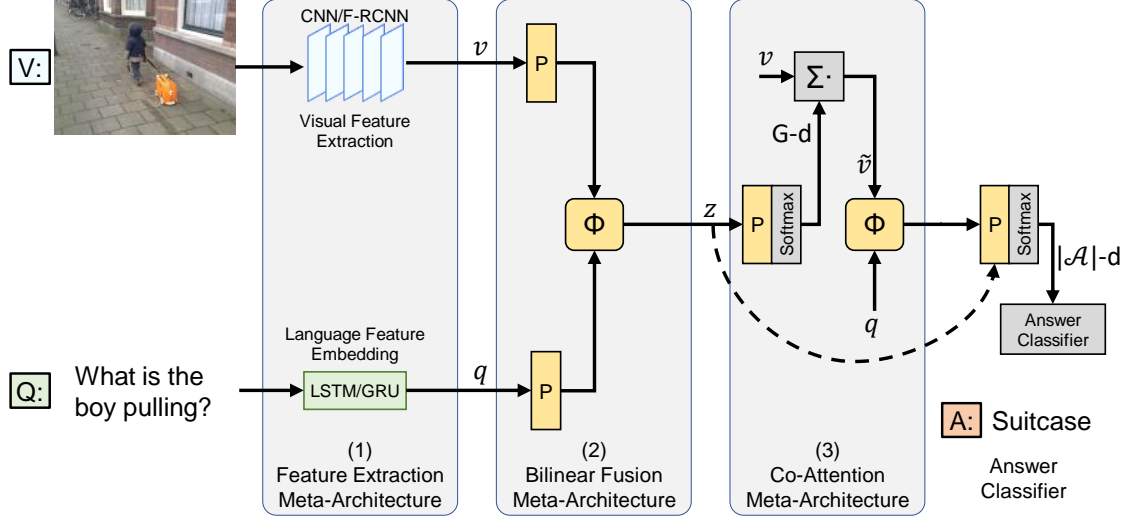 V:
CNN/F-RCNN
Visual Feature
Extraction
v
P
Φ
P
z
v
Σ·
G-d
ṽ
P
Softmax
Φ
q
P
Softmax
|𝒜|-d
Answer
Classifier
Q:
What is the
boy pulling?
Language Feature
Embedding
LSTM/GRU
q
A:
Suitcase
Answer
Classifier
(1)
Feature Extraction
Meta-Architecture
(2)
Bilinear Fusion
Meta-Architecture
(3)
Co-Attention
Meta-Architecture